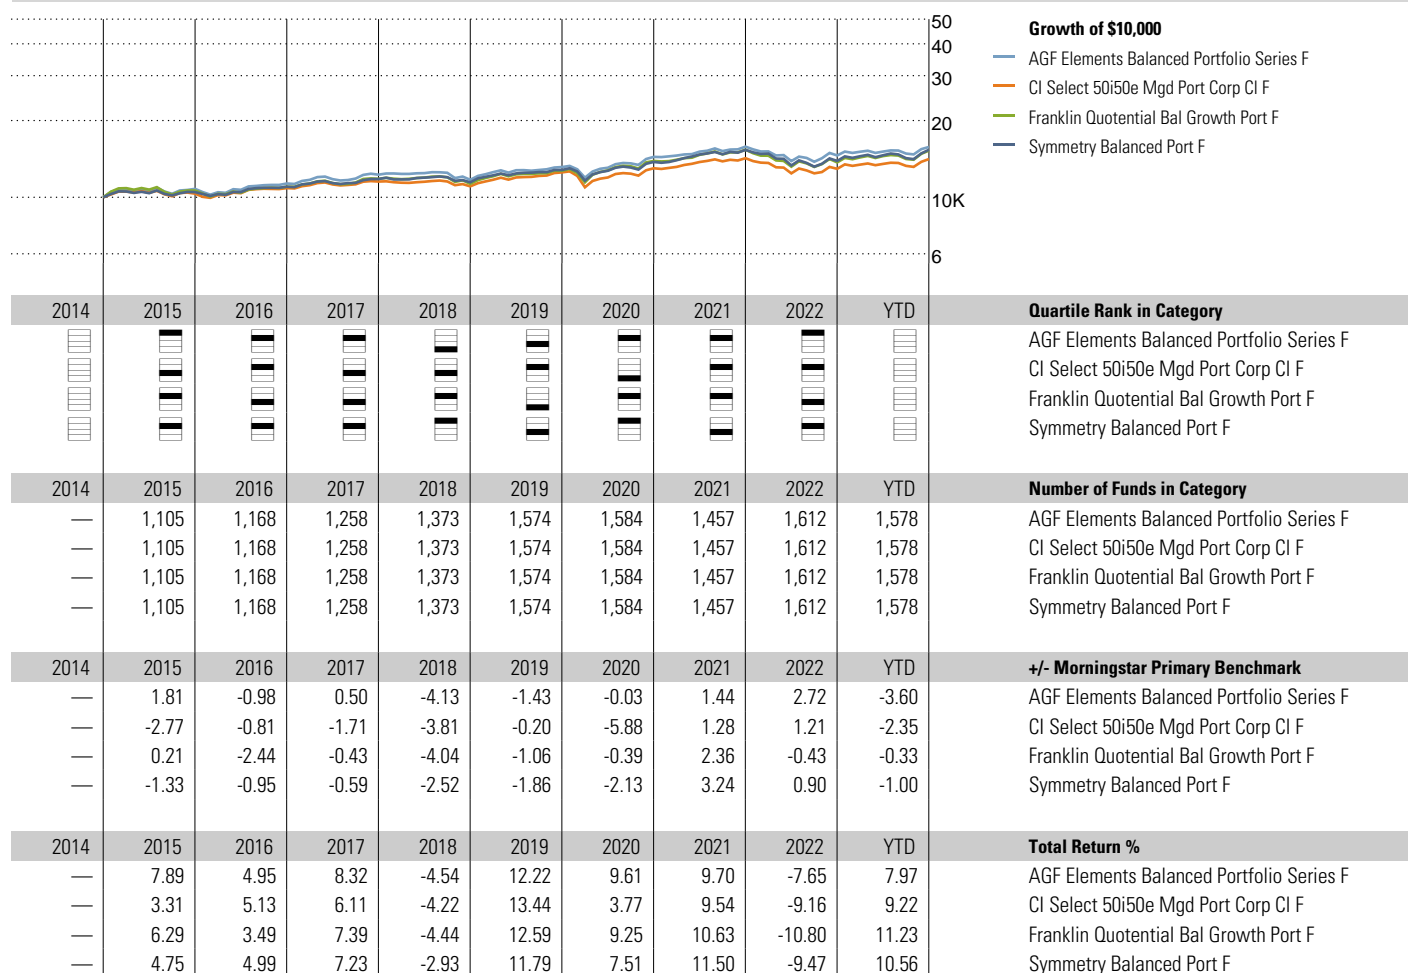 50
40
30
20
10K
6
Growth of $10,000
AGF Elements Balanced Portfolio Series F
CI Select 50i50e Mgd Port Corp Cl F
Franklin Quotential Bal Growth Port F
Symmetry Balanced Port F
2014 2015 2016 2017 2018 2019 2020 2021 2022 YTD Quartile Rank in Category
AGF Elements Balanced Portfolio Series F
CI Select 50i50e Mgd Port Corp Cl F
Franklin Quotential Bal Growth Port F
Symmetry Balanced Port F
2014 2015 2016 2017 2018 2019 2020 2021 2022 YTD Number of Funds in Category
— 1,105 1,168 1,258 1,373 1,574 1,584 1,457 1,612 1,578 AGF Elements Balanced Portfolio Series F
— 1,105 1,168 1,258 1,373 1,574 1,584 1,457 1,612 1,578 CI Select 50i50e Mgd Port Corp Cl F
— 1,105 1,168 1,258 1,373 1,574 1,584 1,457 1,612 1,578 Franklin Quotential Bal Growth Port F
— 1,105 1,168 1,258 1,373 1,574 1,584 1,457 1,612 1,578 Symmetry Balanced Port F
2014 2015 2016 2017 2018 2019 2020 2021 2022 YTD +/- Morningstar Primary Benchmark
— 1.81 -0.98 0.50 -4.13 -1.43 -0.03 1.44 2.72 -3.60 AGF Elements Balanced Portfolio Series F
— -2.77 -0.81 -1.71 -3.81 -0.20 -5.88 1.28 1.21 -2.35 CI Select 50i50e Mgd Port Corp Cl F
— 0.21 -2.44 -0.43 -4.04 -1.06 -0.39 2.36 -0.43 -0.33 Franklin Quotential Bal Growth Port F
— -1.33 -0.95 -0.59 -2.52 -1.86 -2.13 3.24 0.90 -1.00 Symmetry Balanced Port F
2014 2015 2016 2017 2018 2019 2020 2021 2022 YTD Total Return %
— 7.89 4.95 8.32 -4.54 12.22 9.61 9.70 -7.65 7.97 AGF Elements Balanced Portfolio Series F
— 3.31 5.13 6.11 -4.22 13.44 3.77 9.54 -9.16 9.22 CI Select 50i50e Mgd Port Corp Cl F
— 6.29 3.49 7.39 -4.44 12.59 9.25 10.63 -10.80 11.23 Franklin Quotential Bal Growth Port F
— 4.75 4.99 7.23 -2.93 11.79 7.51 11.50 -9.47 10.56 Symmetry Balanced Port F